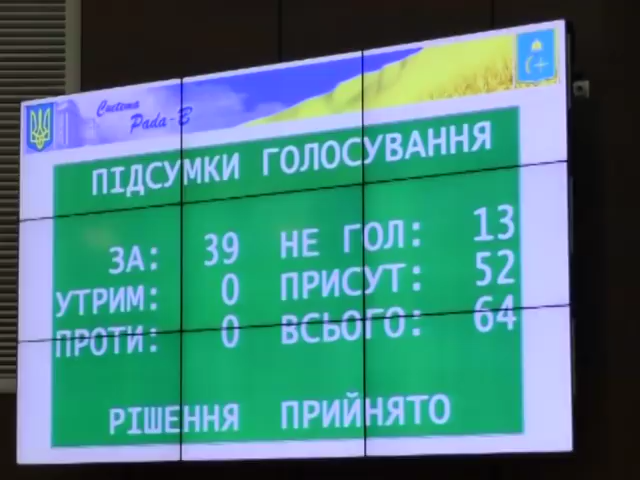 Система
Рада-В
ПІДСУМКИ ГОЛОСУВАННЯ
ЗА: 39 НЕ ГОЛ: 13
УТРИМ: 0 ПРИСУТ: 52
ПРОТИ: 0 ВСЬОГО: 64
РІШЕННЯ ПРИЙНЯТО